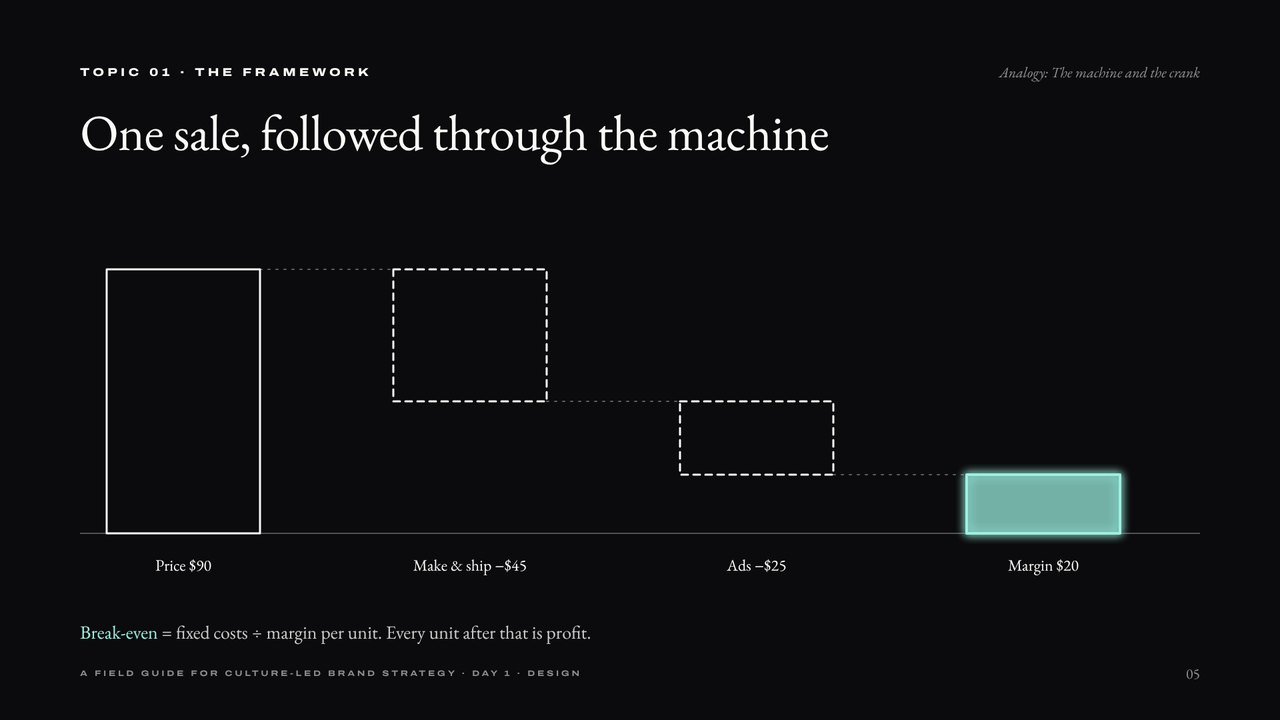 TOPIC 01 · THE FRAMEWORK
Analogy: The machine and the crank
One sale, followed through the machine
Price $90
Make & ship −$45
Ads −$25
Margin $20
Break-even = fixed costs ÷ margin per unit. Every unit after that is profit.
A FIELD GUIDE FOR CULTURE-LED BRAND STRATEGY · DAY 1 · DESIGN
05